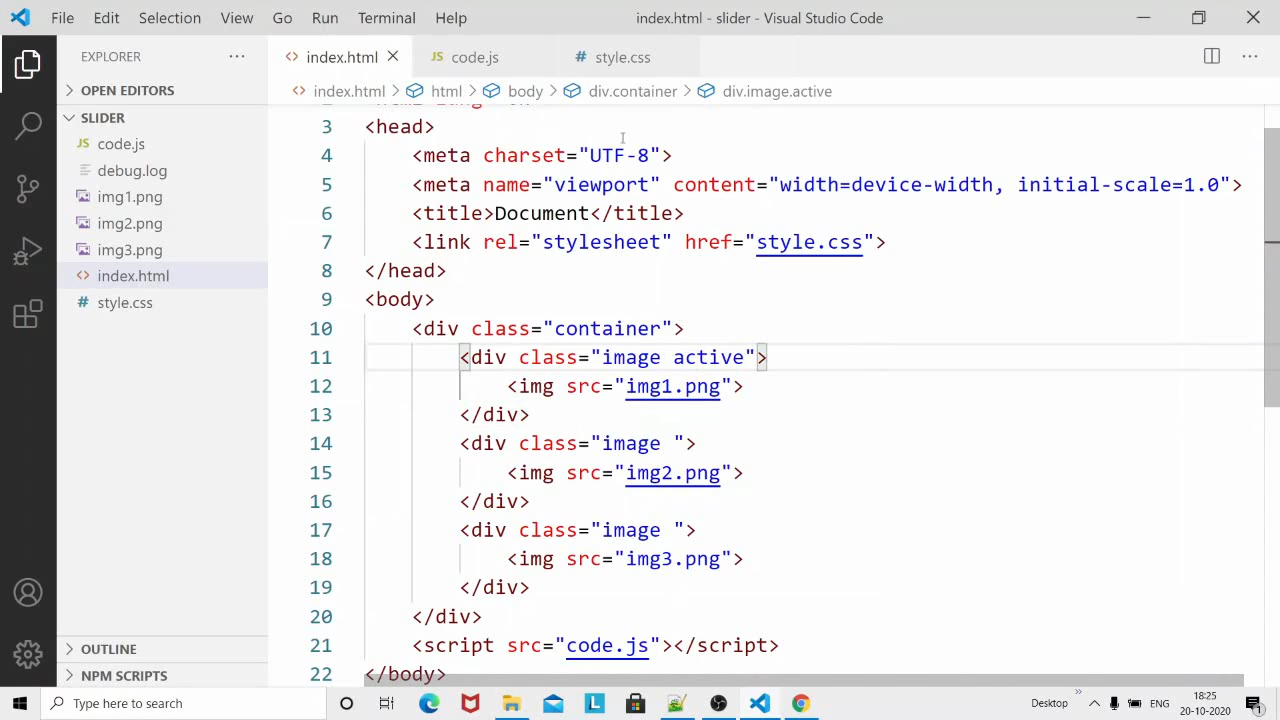 File Edit Selection View Go Run Terminal Help index.html - slider - Visual Studio Code
EXPLORER ···
index.html JS code.js # style.css ···
OPEN EDITORS
index.html > html > body > div.container > div.image.active
SLIDER
JS code.js
debug.log
img1.png
img2.png
img3.png
<> index.html
# style.css
3 <head>
4 <meta charset="UTF-8">
5 <meta name="viewport" content="width=device-width, initial-scale=1.0">
6 <title>Document</title>
7 <link rel="stylesheet" href="style.css">
8 </head>
9 <body>
10 <div class="container">
11 <div class="image active">
12 <img src="img1.png">
13 </div>
14 <div class="image ">
15 <img src="img2.png">
16 </div>
17 <div class="image ">
18 <img src="img3.png">
19 </div>
20 </div>
21 <script src="code.js"></script>
22 </body>
OUTLINE
NPM SCRIPTS
Type here to search
Desktop » ENG 18:25
20-10-2020 1